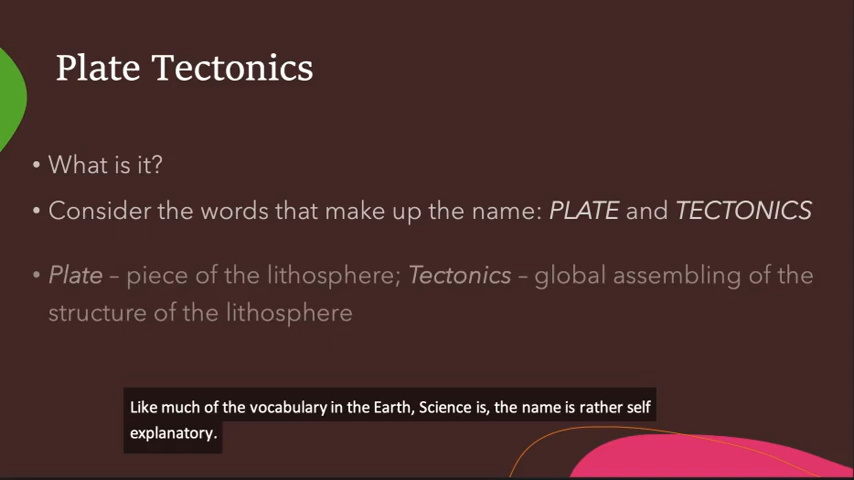 Plate Tectonics
• What is it?
• Consider the words that make up the name: PLATE and TECTONICS
• Plate – piece of the lithosphere; Tectonics – global assembling of the
structure of the lithosphere
Like much of the vocabulary in the Earth, Science is, the name is rather self
explanatory.